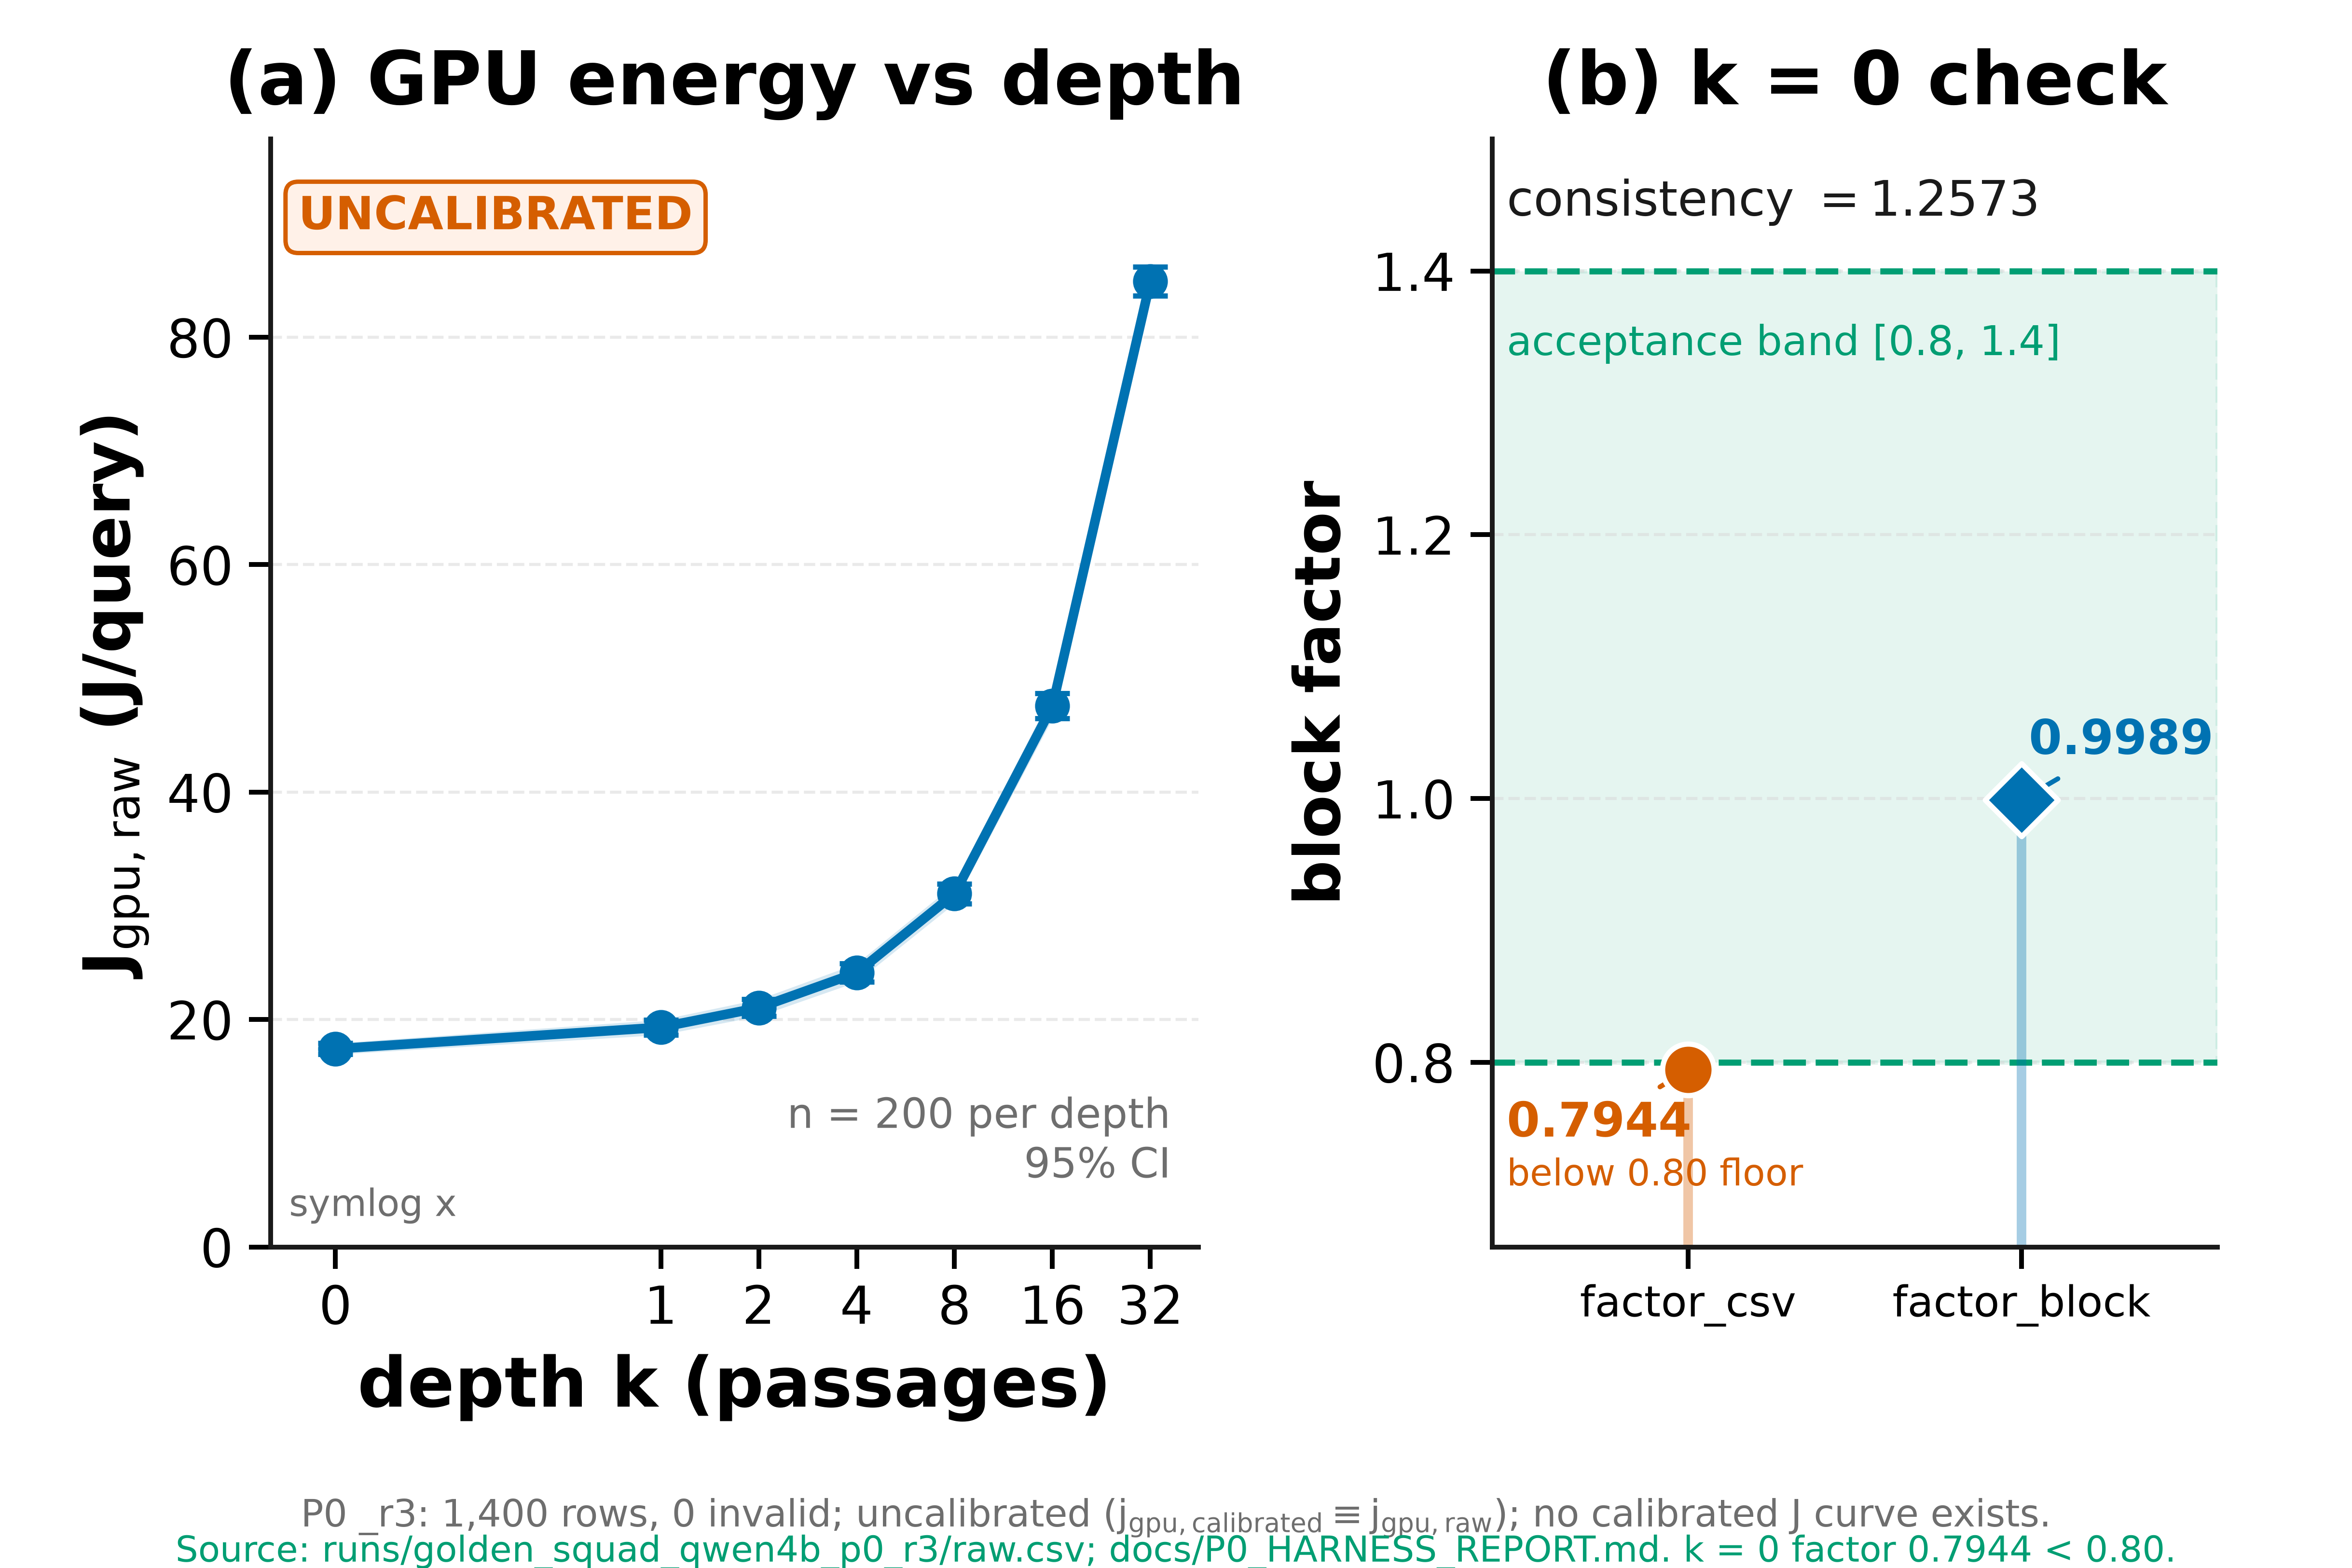 (a) GPU energy vs depth
UNCALIBRATED
J gpu, raw (J/query)
80
60
40
20
0
n = 200 per depth
95% CI
symlog x
0 1 2 4 8 16 32
depth k (passages)
(b) k = 0 check
consistency = 1.2573
block factor
1.4
acceptance band [0.8, 1.4]
1.2
0.9989
1.0
0.8
0.7944
below 0.80 floor
factor_csv factor_block
P0 _r3: 1,400 rows, 0 invalid; uncalibrated (j gpu, calibrated ≡ j gpu, raw); no calibrated J curve exists.
Source: runs/golden_squad_qwen4b_p0_r3/raw.csv; docs/P0_HARNESS_REPORT.md. k = 0 factor 0.7944 < 0.80.